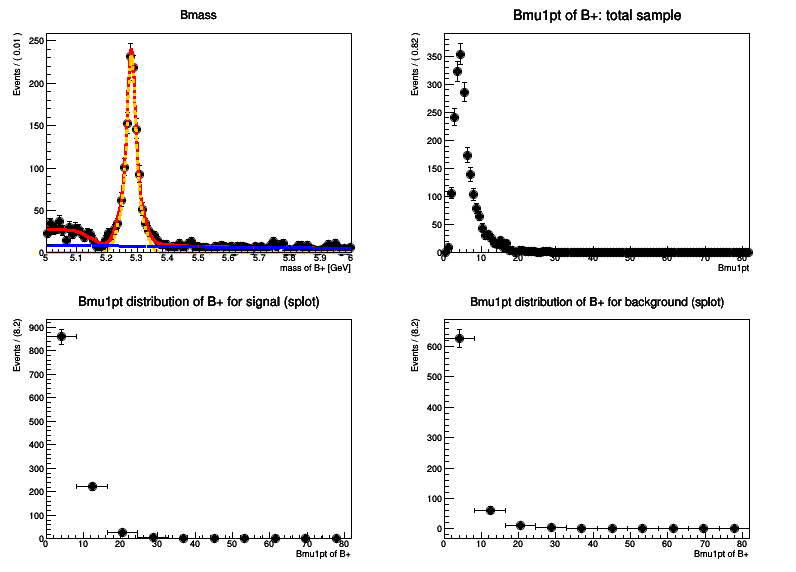 Bmass
Events / ( 0.01 )
250
200
150
100
50
0
5 5.1 5.2 5.3 5.4 5.5 5.6 5.7 5.8 5.9 6
mass of B+ [GeV]
Bmu1pt of B+: total sample
Events / ( 0.82 )
350
300
250
200
150
100
50
0
0 10 20 30 40 50 60 70 80
Bmu1pt
Bmu1pt distribution of B+ for signal (splot)
Events / (8.2)
900
800
700
600
500
400
300
200
100
0
0 10 20 30 40 50 60 70 80
Bmu1pt of B+
Bmu1pt distribution of B+ for background (splot)
Events / (8.2)
600
500
400
300
200
100
0
0 10 20 30 40 50 60 70 80
Bmu1pt of B+